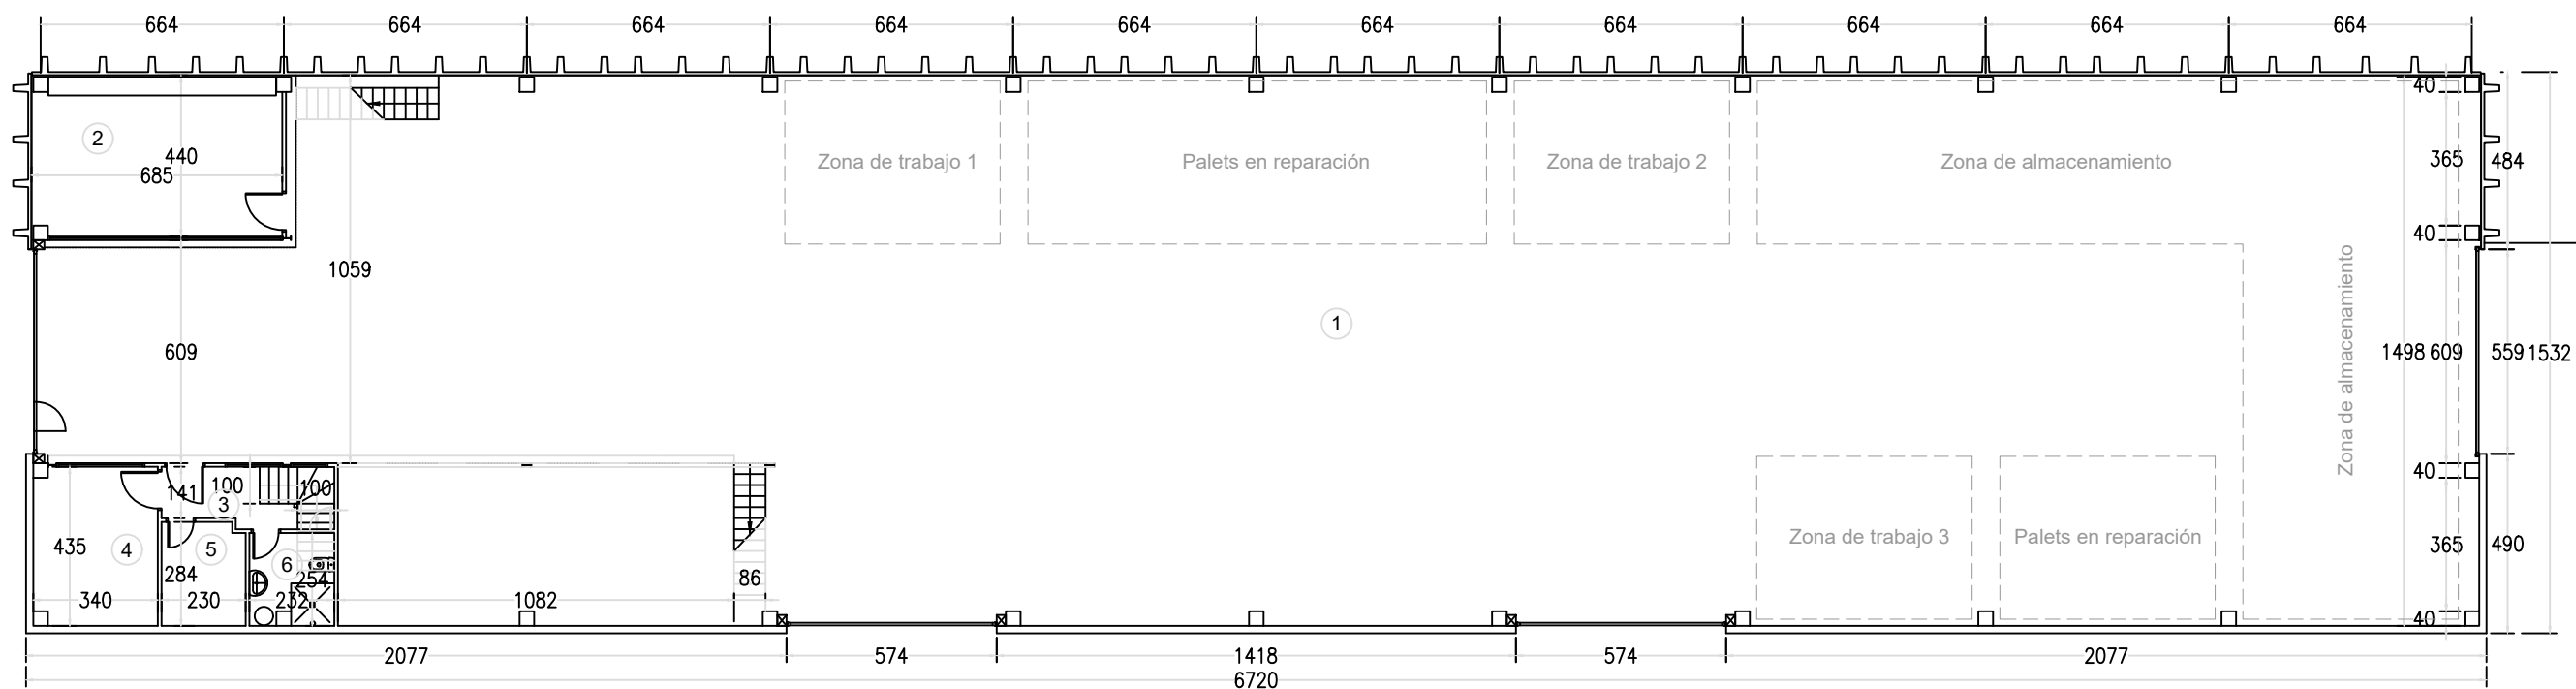 664 664 664 664 664 664 664 664 664 664
40
2 440 Zona de trabajo 1 Palets en reparación Zona de trabajo 2 Zona de almacenamiento 365 484
685
40
1059
1
609 Zona de almacenamiento 1498 609 559 1532
40
141 100 100
3
435 4 5 6 Zona de trabajo 3 Palets en reparación 365 490
284 254 86
340 230 232 1082
40
2077 574 1418 574 2077
6720